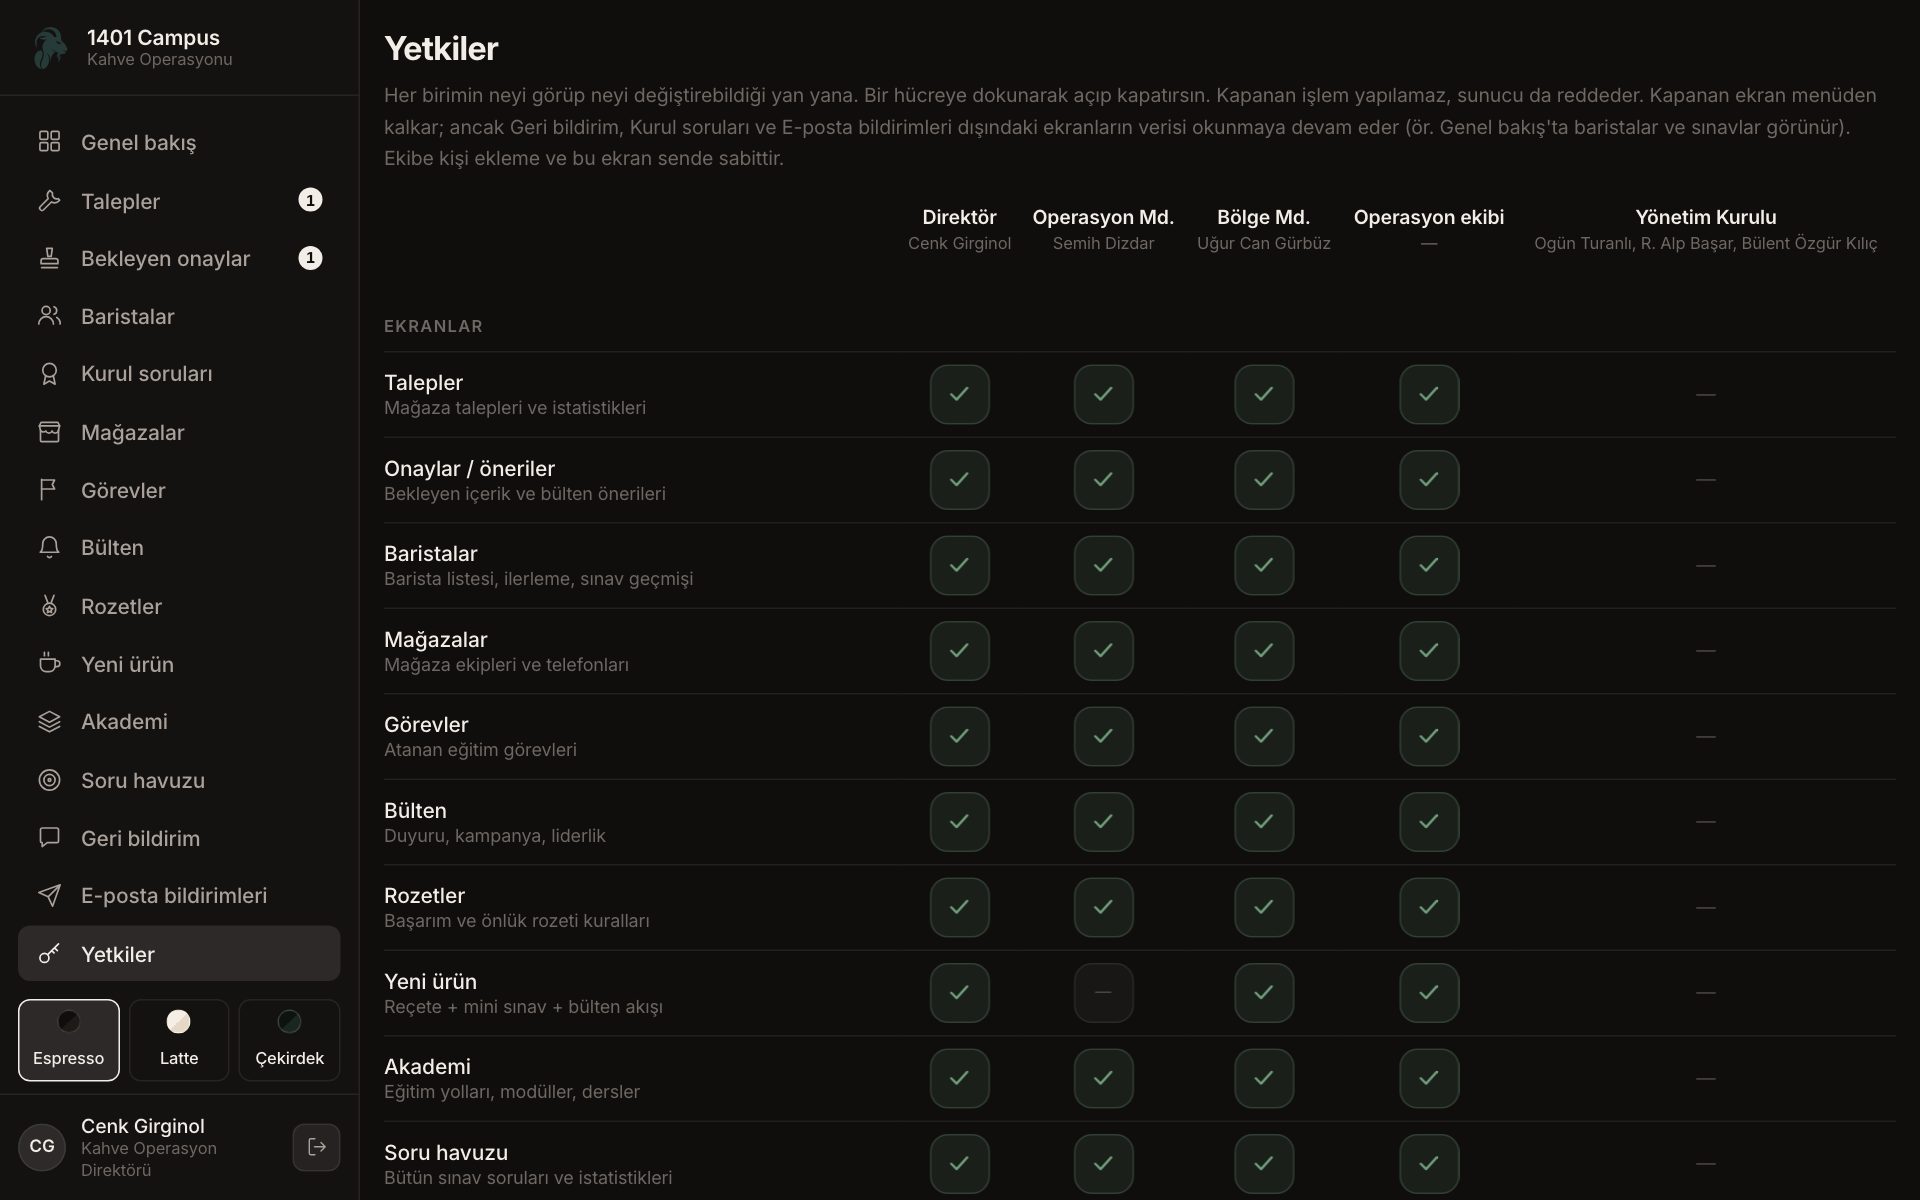 1401 Campus
Kahve Operasyonu
Genel bakış
Talepler 1
Bekleyen onaylar 1
Baristalar
Kurul soruları
Mağazalar
Görevler
Bülten
Rozetler
Yeni ürün
Akademi
Soru havuzu
Geri bildirim
E-posta bildirimleri
Yetkiler
Espresso Latte Çekirdek
CG
Cenk Girginol
Kahve Operasyon
Direktörü
Yetkiler
Her birimin neyi görüp neyi değiştirebildiği yan yana. Bir hücreye dokunarak açıp kapatırsın. Kapanan işlem yapılamaz, sunucu da reddeder. Kapanan ekran menüden
kalkar; ancak Geri bildirim, Kurul soruları ve E-posta bildirimleri dışındaki ekranların verisi okunmaya devam eder (ör. Genel bakış'ta baristalar ve sınavlar görünür).
Ekibe kişi ekleme ve bu ekran sende sabittir.
Direktör Operasyon Md. Bölge Md. Operasyon ekibi Yönetim Kurulu
Cenk Girginol Semih Dizdar Uğur Can Gürbüz — Ogün Turanlı, R. Alp Başar, Bülent Özgür Kılıç
EKRANLAR
Talepler
Mağaza talepleri ve istatistikleri
✓ ✓ ✓ ✓ —
Onaylar / öneriler
Bekleyen içerik ve bülten önerileri
✓ ✓ ✓ ✓ —
Baristalar
Barista listesi, ilerleme, sınav geçmişi
✓ ✓ ✓ ✓ —
Mağazalar
Mağaza ekipleri ve telefonları
✓ ✓ ✓ ✓ —
Görevler
Atanan eğitim görevleri
✓ ✓ ✓ ✓ —
Bülten
Duyuru, kampanya, liderlik
✓ ✓ ✓ ✓ —
Rozetler
Başarım ve önlük rozeti kuralları
✓ ✓ ✓ ✓ —
Yeni ürün
Reçete + mini sınav + bülten akışı
✓ — ✓ ✓ —
Akademi
Eğitim yolları, modüller, dersler
✓ ✓ ✓ ✓ —
Soru havuzu
Bütün sınav soruları ve istatistikleri
✓ ✓ ✓ ✓ —